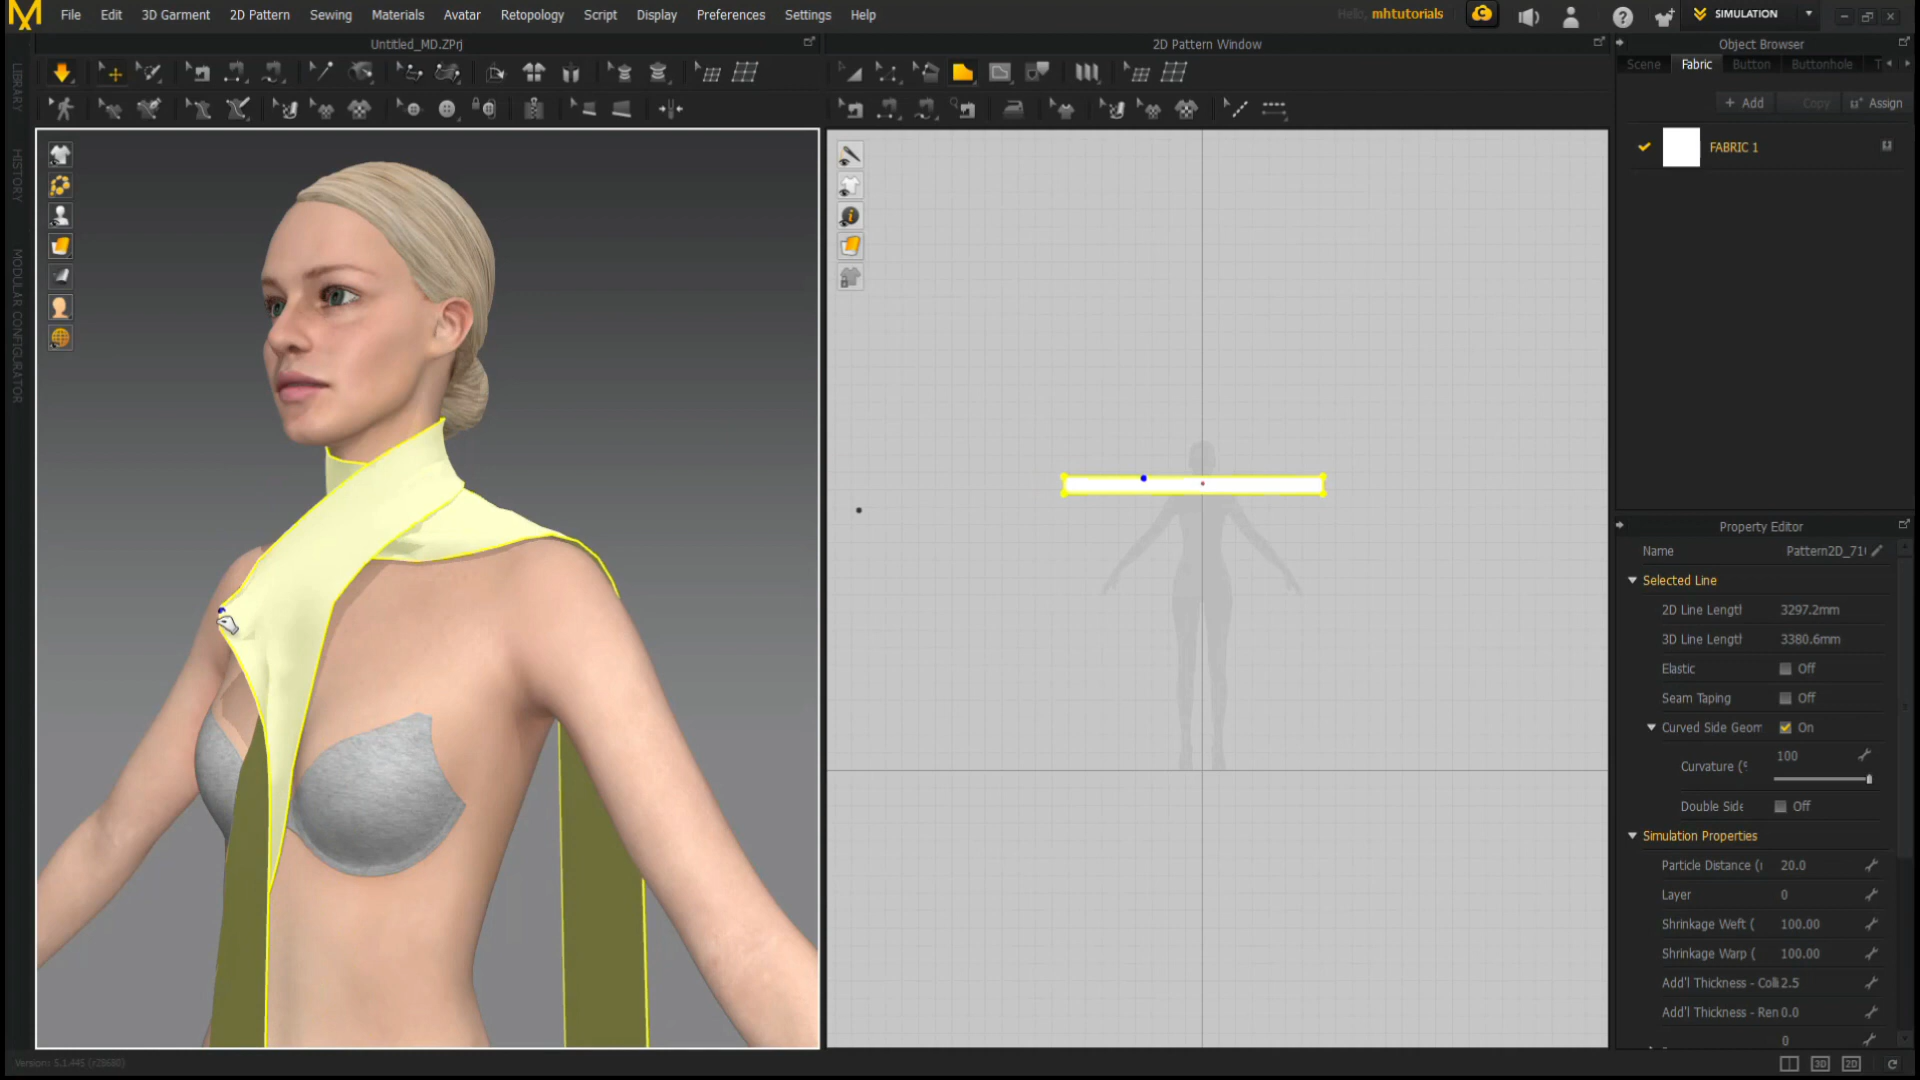 File Edit 3D Garment 2D Pattern Sewing Materials Avatar Retopology Script Display Preferences Settings Help
Hello, mhtutorials
SIMULATION
Untitled_MD.ZPrj
2D Pattern Window
Object Browser
Scene Fabric Button Buttonhole T
+ Add Copy Assign
FABRIC 1
LIBRARY
HISTORY
MODULAR CONFIGURATOR
Property Editor
Name Pattern2D_71
Selected Line
2D Line Length 3297.2mm
3D Line Length 3380.6mm
Elastic Off
Seam Taping Off
Curved Side Geom On
Curvature ( 100
Double Side Off
Simulation Properties
Particle Distance ( 20.0
Layer 0
Shrinkage Weft ( 100.00
Shrinkage Warp ( 100.00
Add'l Thickness - Colli 2.5
Add'l Thickness - Ren 0.0
0
Version: 5.1.445 (r28680)
3D 2D